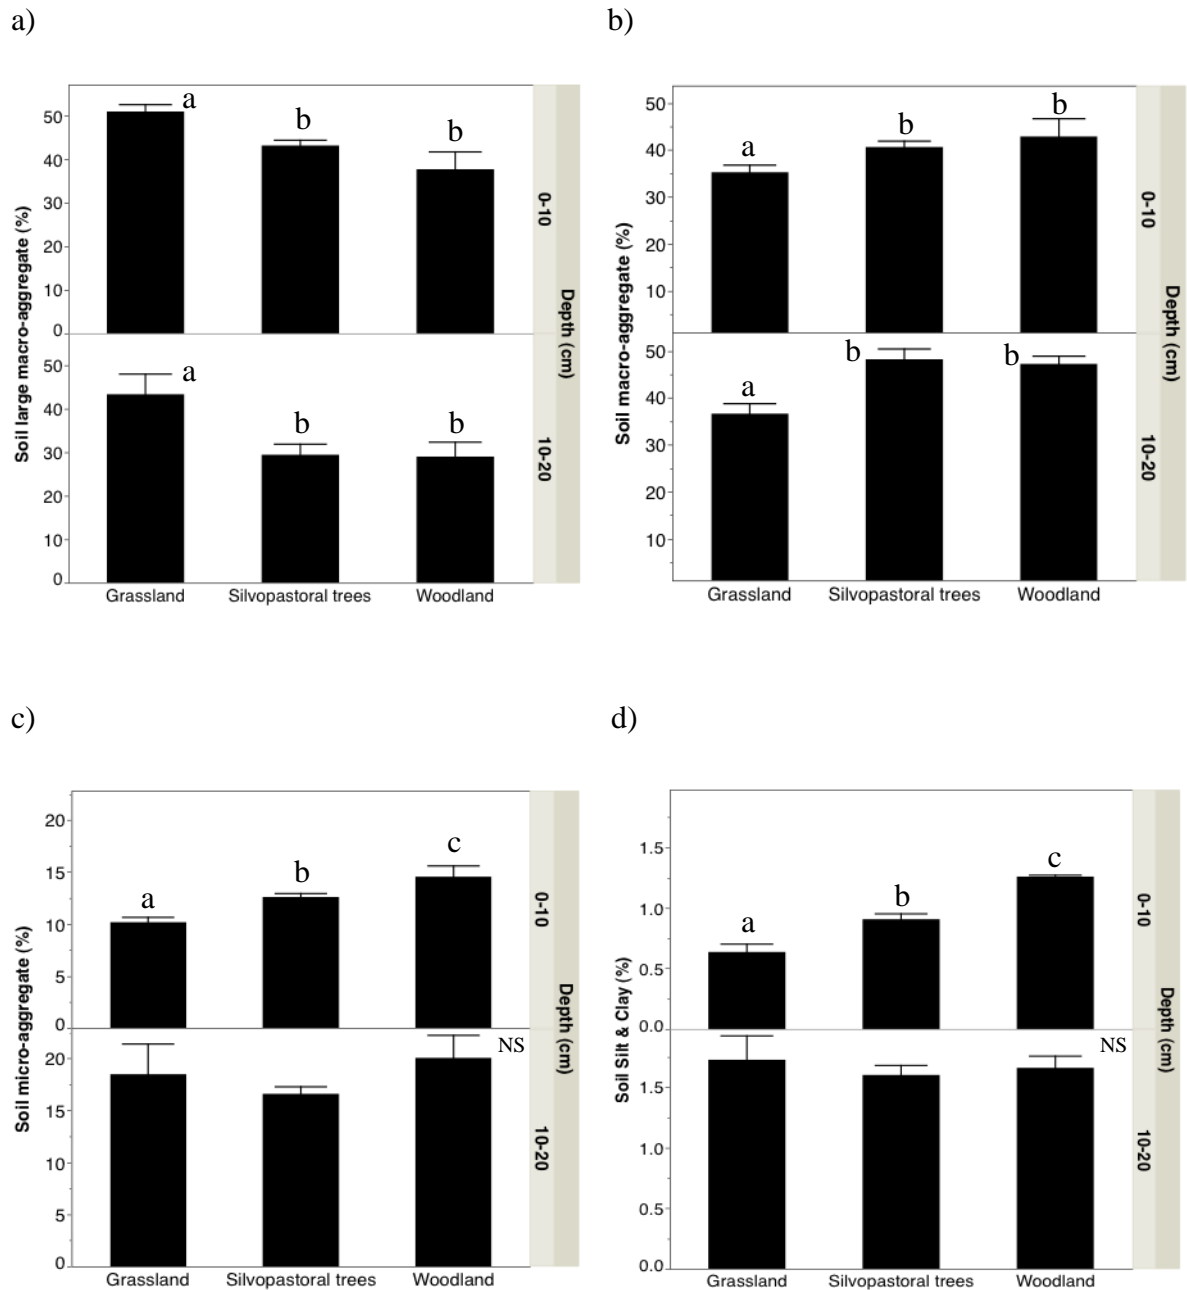 a)
b)
Soil large macro-aggregate (%)
50
40
30
20
10
0
a
b
b
0-10
50
40
30
20
10
0
a
b
b
10-20
Depth (cm)
Grassland
Silvopastoral trees
Woodland
Soil macro-aggregate (%)
50
40
30
20
10
a
b
b
0-10
50
40
30
20
10
a
b
b
10-20
Depth (cm)
Grassland
Silvopastoral trees
Woodland
c)
d)
Soil micro-aggregate (%)
20
15
10
5
0
a
b
c
0-10
20
15
10
5
0
NS
10-20
Depth (cm)
Grassland
Silvopastoral trees
Woodland
Soil Silt & Clay (%)
1.5
1.0
0.5
0.0
a
b
c
0-10
1.5
1.0
0.5
0.0
NS
10-20
Depth (cm)
Grassland
Silvopastoral trees
Woodland